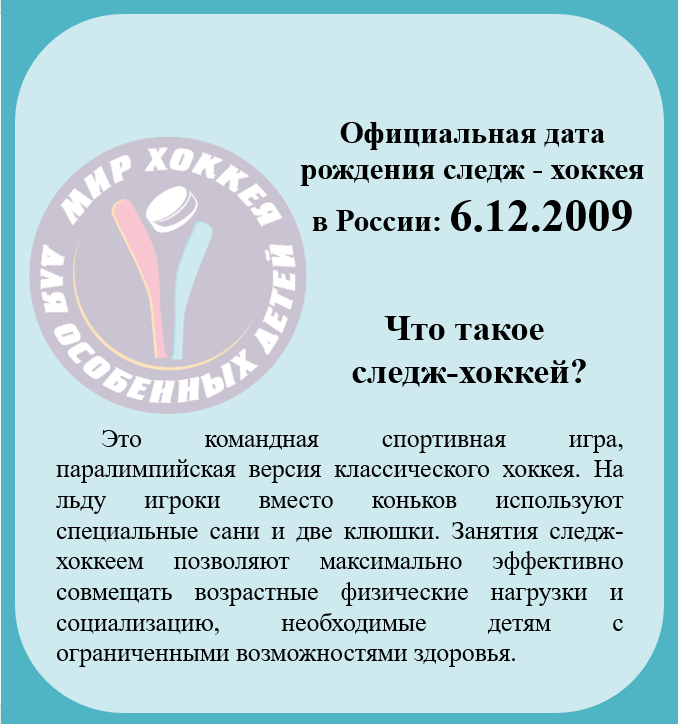 МИР ХОККЕЯ
ДЛЯ ОСОБЕННЫХ ДЕТЕЙ
Официальная дата
рождения следж - хоккея
в России: 6.12.2009
Что такое
следж-хоккей?
Это командная спортивная игра,
паралимпийская версия классического хоккея. На
льду игроки вместо коньков используют
специальные сани и две клюшки. Занятия следж-
хоккеем позволяют максимально эффективно
совмещать возрастные физические нагрузки и
социализацию, необходимые детям с
ограниченными возможностями здоровья.